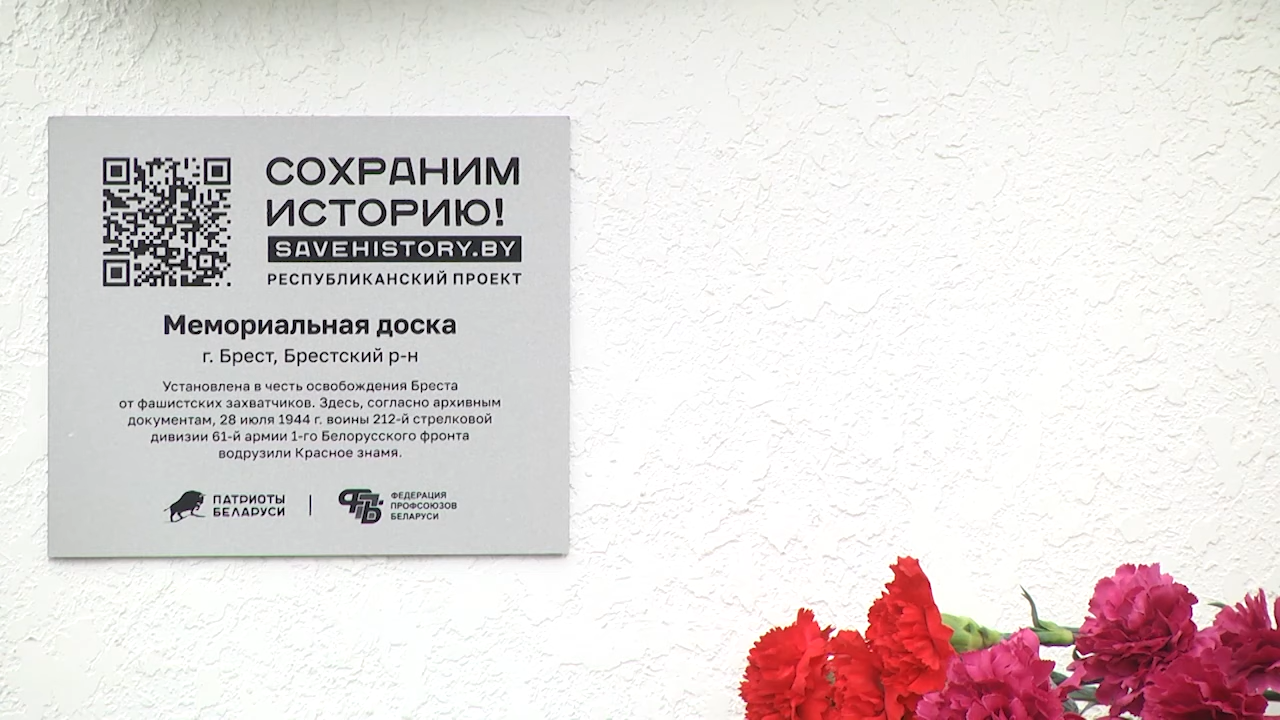 СОХРАНИМ
ИСТОРИЮ!
SAVEHISTORY.BY
РЕСПУБЛИКАНСКИЙ ПРОЕКТ
Мемориальная доска
г. Брест, Брестский р-н
Установлена в честь освобождения Бреста
от фашистских захватчиков. Здесь, согласно архивным
документам, 28 июля 1944 г. воины 212-й стрелковой
дивизии 61-й армии 1-го Белорусского фронта
водрузили Красное знамя.
ПАТРИОТЫ
БЕЛАРУСИ
ФПБ
ФЕДЕРАЦИЯ
ПРОФСОЮЗОВ
БЕЛАРУСИ